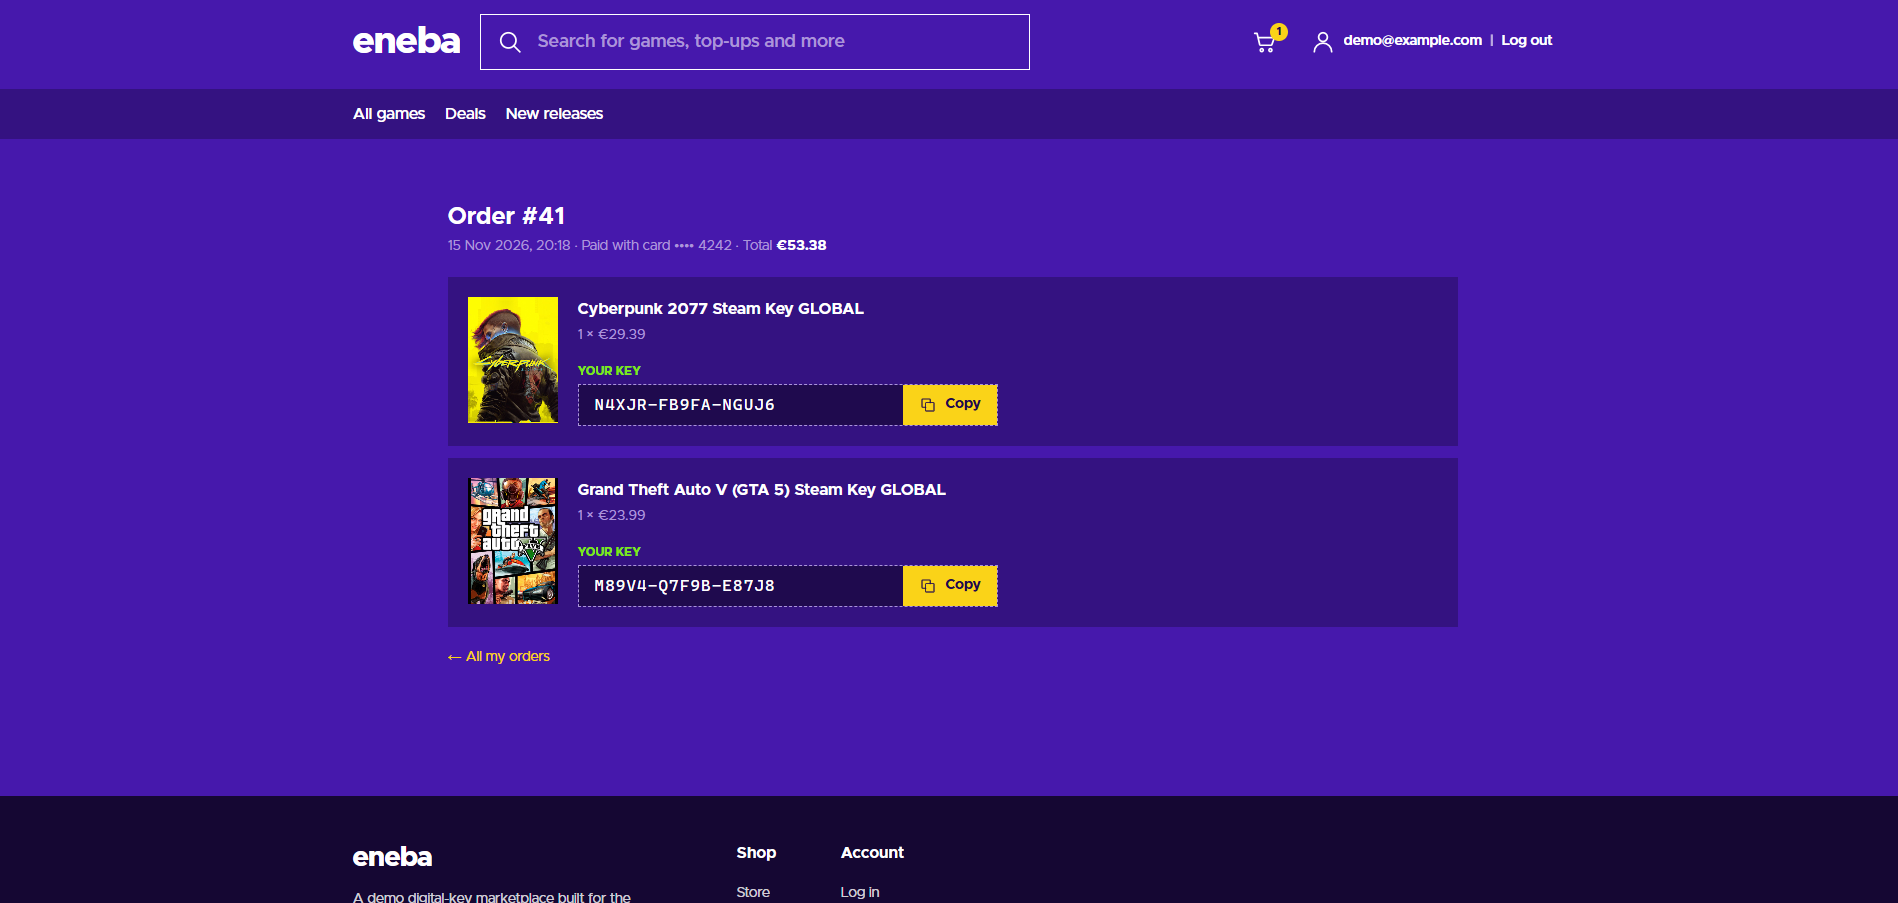 eneba
Search for games, top-ups and more
1
demo@example.com | Log out
All games Deals New releases
Order #41
15 Nov 2026, 20:18 · Paid with card •••• 4242 · Total €53.38
Cyberpunk 2077 Steam Key GLOBAL
1 × €29.39
YOUR KEY
N4XJR-FB9FA-NGUJ6
Copy
CYBERPUNK
Grand Theft Auto V (GTA 5) Steam Key GLOBAL
1 × €23.99
YOUR KEY
M89V4-Q7F9B-E87J8
Copy
grand
theft
auto
V
← All my orders
eneba
Shop
Account
A demo digital-key marketplace built for the
Store
Log in